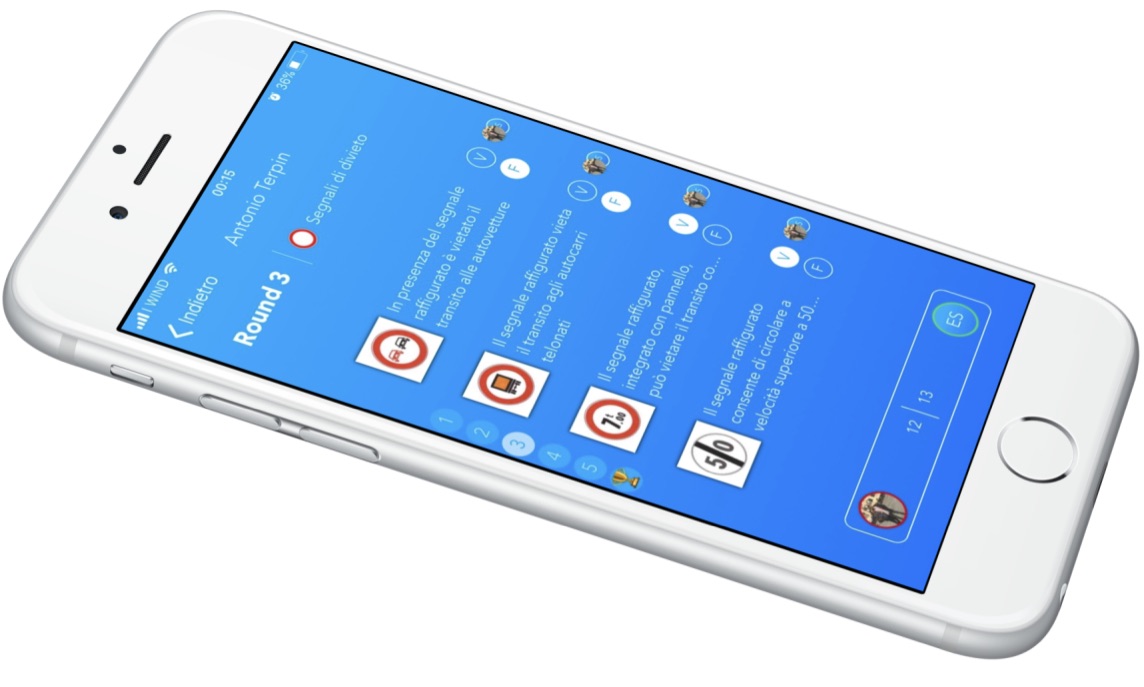 WIND 00:15 36%
Indietro Antonio Terpin
Round 3 Segnali di divieto
1
2
3
4
5
In presenza del segnale
raffigurato è vietato il
transito alle autovetture
V
F
Il segnale raffigurato vieta
il transito agli autocarri
telonati
V
F
7t
.00
Il segnale raffigurato,
integrato con pannello,
può vietare il transito co...
V
F
50
Il segnale raffigurato
consente di circolare a
velocità superiore a 50...
V
F
12 | 13
ES